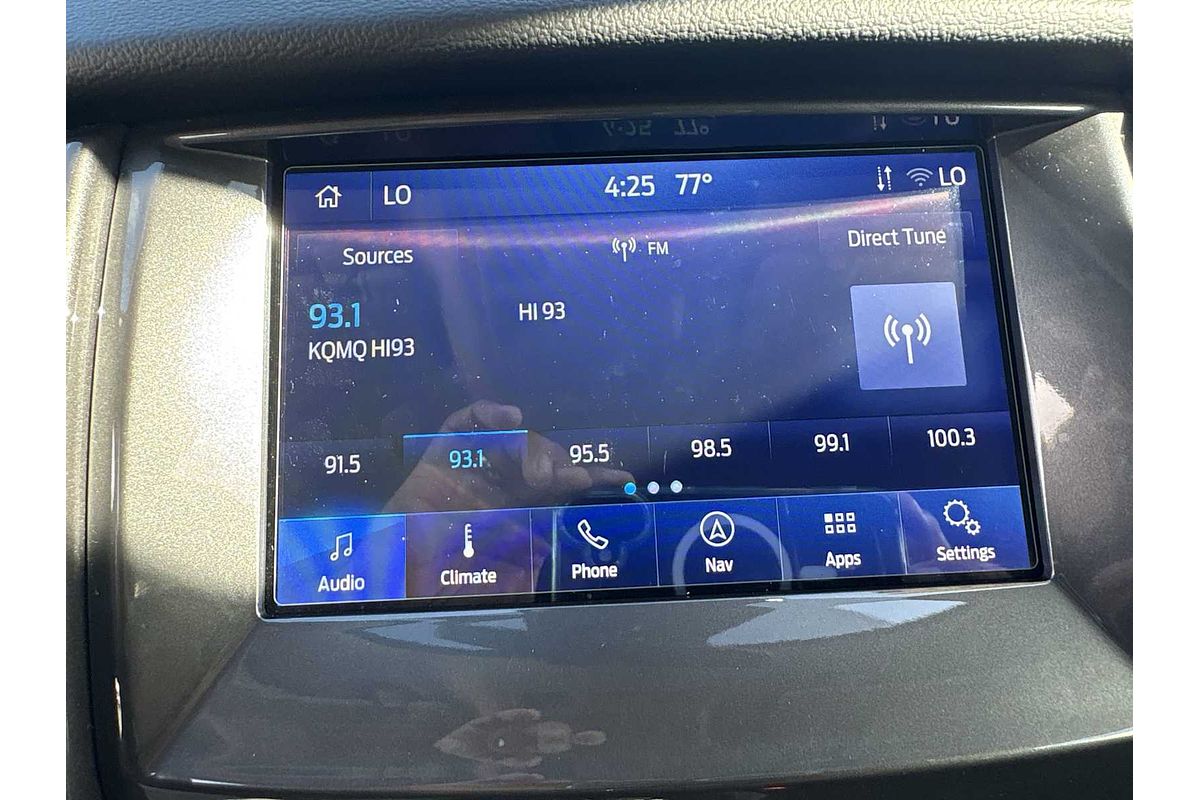 LO 4:25 77° LO
Sources FM Direct Tune
93.1 HI 93
KQMQ HI93
91.5 93.1 95.5 98.5 99.1 100.3
Audio Climate Phone Nav Apps Settings